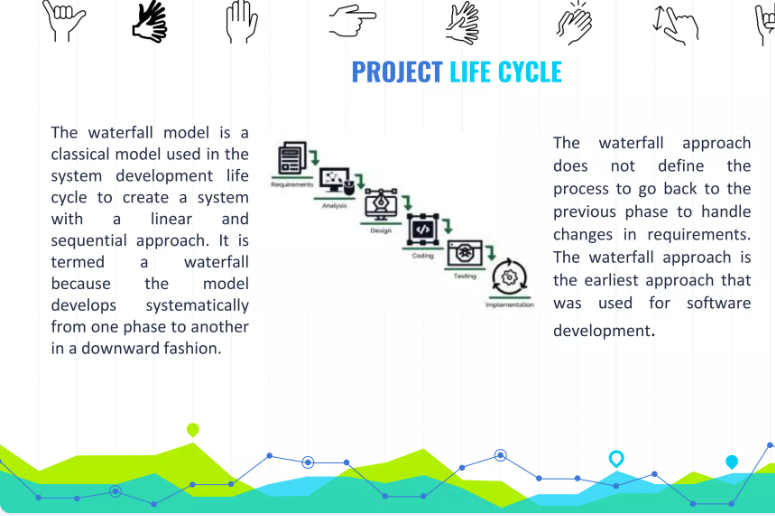 PROJECT LIFE CYCLE
The waterfall model is a
classical model used in the
system development life
cycle to create a system
with a linear and
sequential approach. It is
termed a waterfall
because the model
develops systematically
from one phase to another
in a downward fashion.
Requirements
Analysis
Design
Coding
Testing
Implementation
The waterfall approach
does not define the
process to go back to the
previous phase to handle
changes in requirements.
The waterfall approach is
the earliest approach that
was used for software
development.